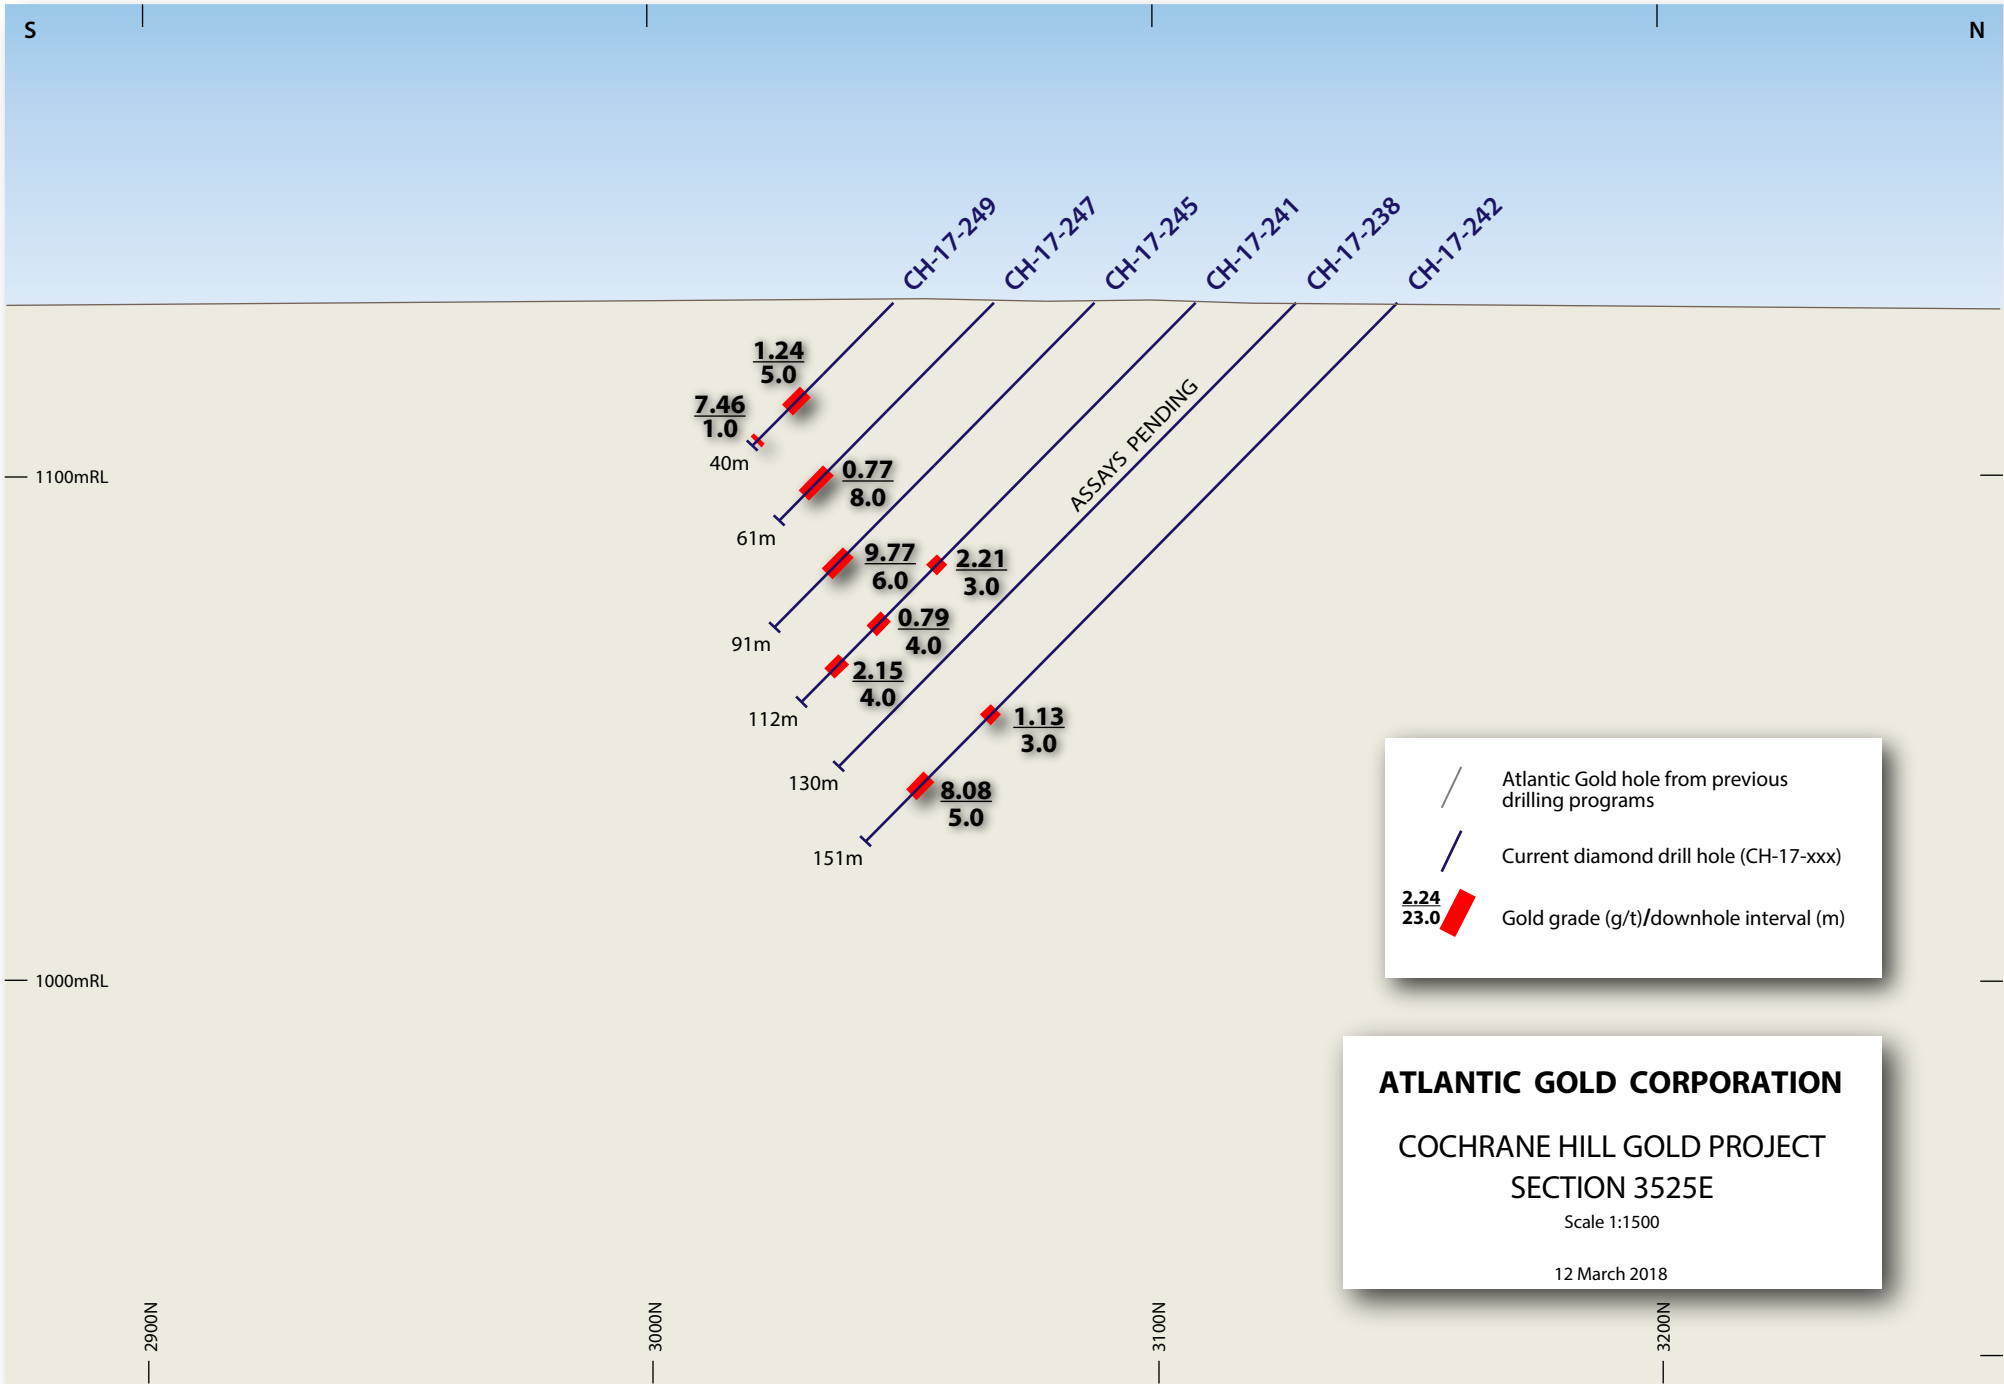 S
N
CH-17-249
CH-17-247
CH-17-245
CH-17-241
CH-17-238
CH-17-242
1.24
5.0
7.46
1.0
40m
1100mRL
0.77
8.0
61m
ASSAYS PENDING
9.77
6.0
2.21
3.0
91m
0.79
4.0
2.15
4.0
112m
1.13
3.0
130m
8.08
5.0
151m
Atlantic Gold hole from previous
drilling programs
Current diamond drill hole (CH-17-xxx)
2.24
23.0
Gold grade (g/t)/downhole interval (m)
1000mRL
ATLANTIC GOLD CORPORATION
COCHRANE HILL GOLD PROJECT
SECTION 3525E
Scale 1:1500
12 March 2018
2900N
3000N
3100N
3200N